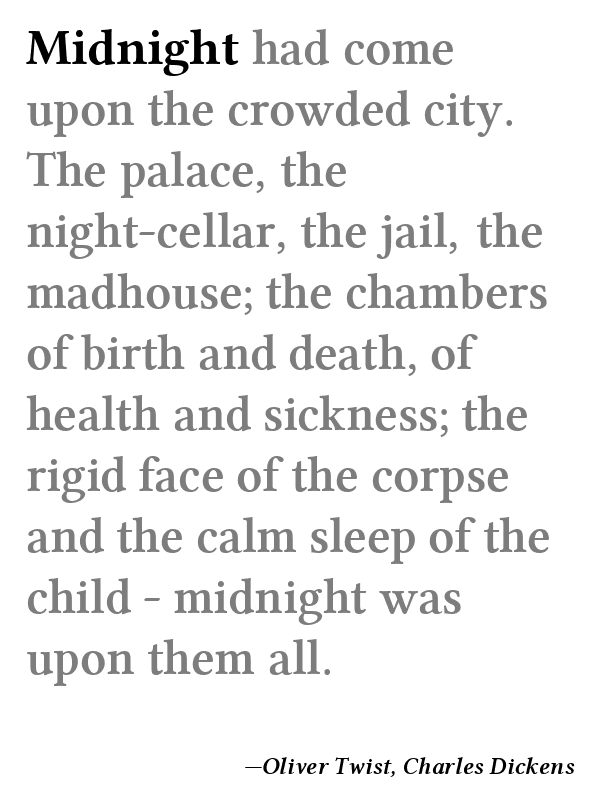 Midnight had come
upon the crowded city.
The palace, the
night-cellar, the jail, the
madhouse; the chambers
of birth and death, of
health and sickness; the
rigid face of the corpse
and the calm sleep of the
child - midnight was
upon them all.
—Oliver Twist, Charles Dickens